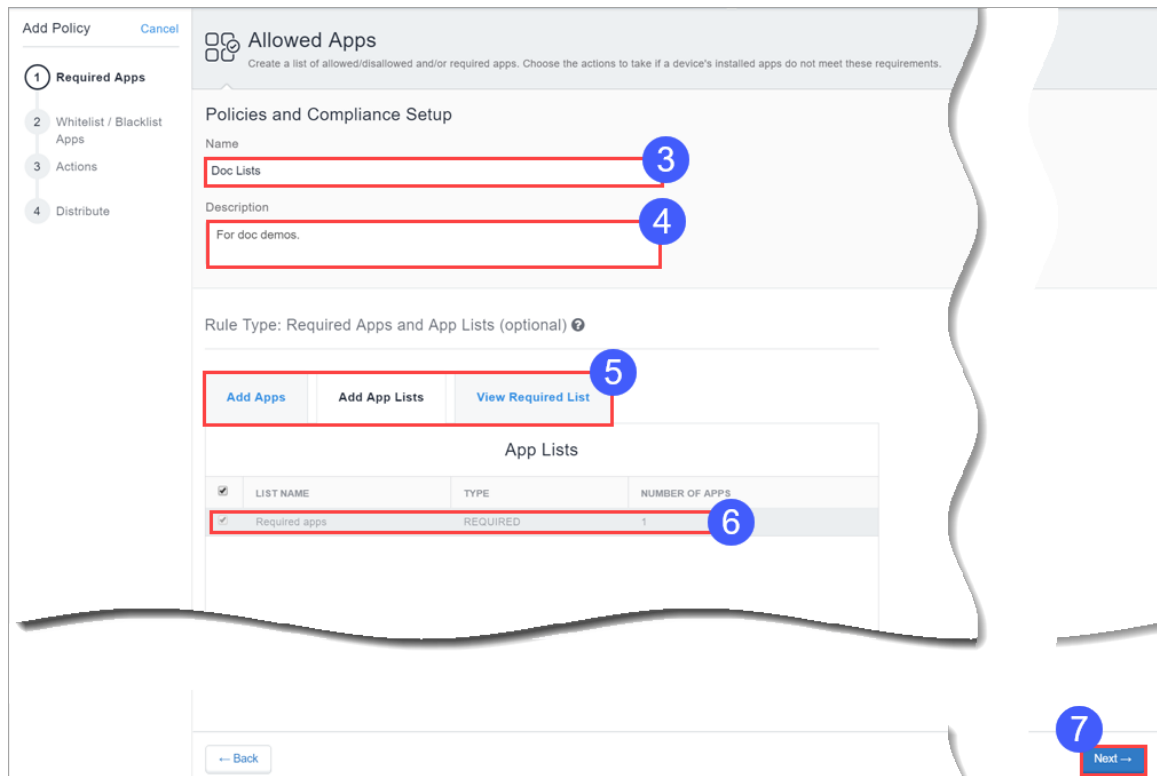 Add Policy Cancel
1 Required Apps
2 Whitelist / Blacklist
Apps
3 Actions
4 Distribute
Allowed Apps
Create a list of allowed/disallowed and/or required apps. Choose the actions to take if a device's installed apps do not meet these requirements.
Policies and Compliance Setup
Name
3
Doc Lists
Description
4
For doc demos.
Rule Type: Required Apps and App Lists (optional) ?
5
Add Apps Add App Lists View Required List
App Lists
LIST NAME TYPE NUMBER OF APPS
Required apps REQUIRED 1
6
7
← Back Next →